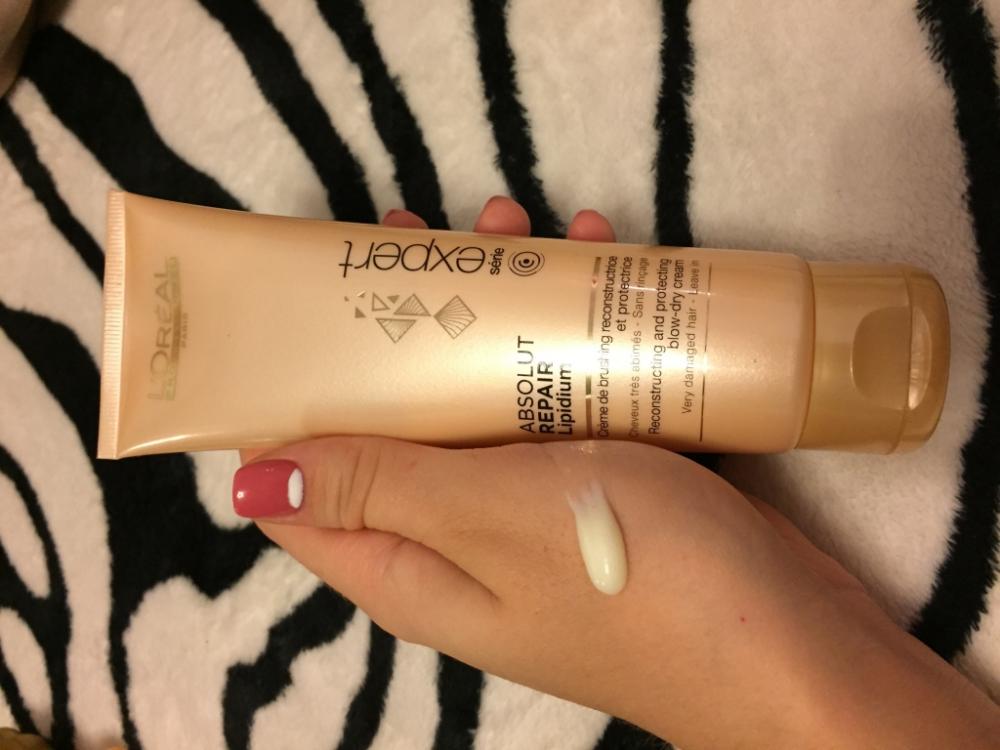 L'ORÉAL
PARIS
série
expert
ABSOLUT
REPAIR
Lipidium
Crème de brushing reconstructrice
et protectrice
Cheveux très abîmés - Sans rinçage
Reconstructing and protecting
blow-dry cream
Very damaged hair - Leave in